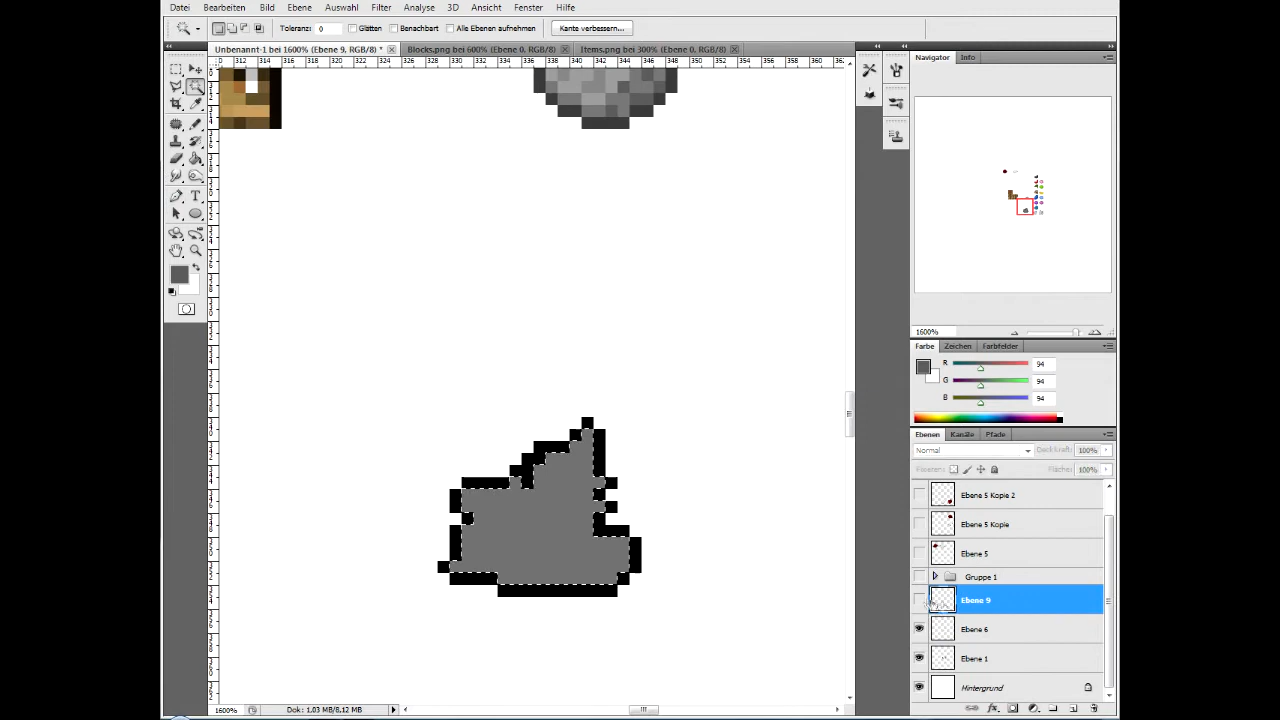 Datei Bearbeiten Bild Ebene Auswahl Filter Analyse 3D Ansicht Fenster Hilfe
Toleranz: 0 Glätten Benachbart Alle Ebenen aufnehmen Kante verbessern...
Unbenannt-1 bei 1600% (Ebene 9, RGB/8) * Blocks.png bei 600% (Ebene 0, RGB/8) Items.png bei 300% (Ebene 0, RGB/8)
312 314 316 318 320 322 324 326 328 330 332 334 336 338 340 342 344 346 348 350 352 354 356 358 360 362
Navigator Info
1600%
Farbe Zeichen Farbfelder
R 94
G 94
B 94
Ebenen Kanäle Pfade
Normal Deckkraft: 100%
Fixieren: Fläche: 100%
Ebene 5 Kopie 2
Ebene 5 Kopie
Ebene 5
Gruppe 1
Ebene 9
Ebene 6
Ebene 1
Hintergrund
1600% Dok: 1,03 MB/8,12 MB
fx